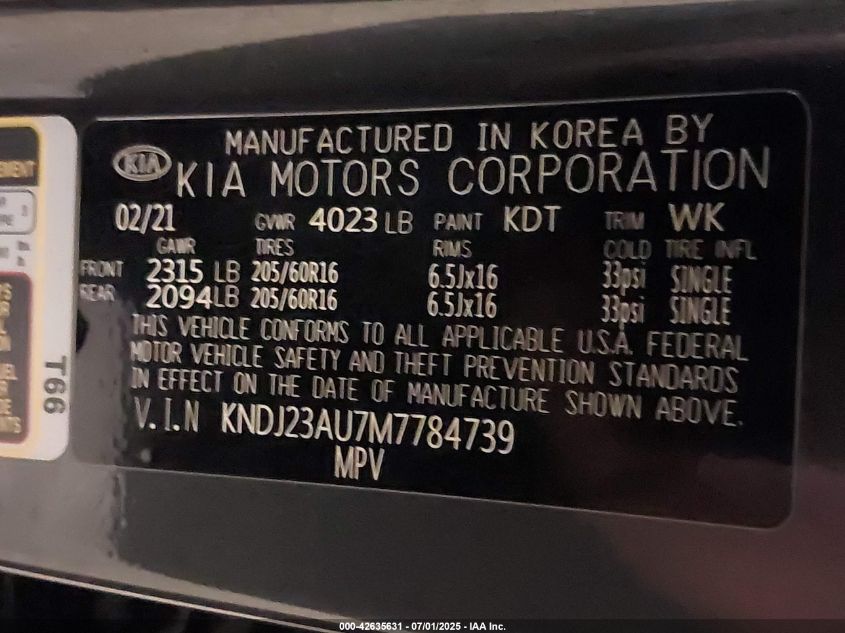 MANUFACTURED IN KOREA BY
KIA KIA MOTORS CORPORATION
02/21 GVWR 4023 LB PAINT KDT TRIM WK
GAWR TIRES RIMS COLD TIRE INFL
FRONT 2315 LB 205/60R16 6.5Jx16 33psi SINGLE
REAR 2094LB 205/60R16 6.5Jx16 33psi SINGLE
THIS VEHICLE CONFORMS TO ALL APPLICABLE U.S.A. FEDERAL
MOTOR VEHICLE SAFETY AND THEFT PREVENTION STANDARDS
IN EFFECT ON THE DATE OF MANUFACTURE SHOWN ABOVE.
V.I.N KNDJ23AU7M7784739
MPV
T66
000-42635631 - 07/01/2025 - IAA Inc.